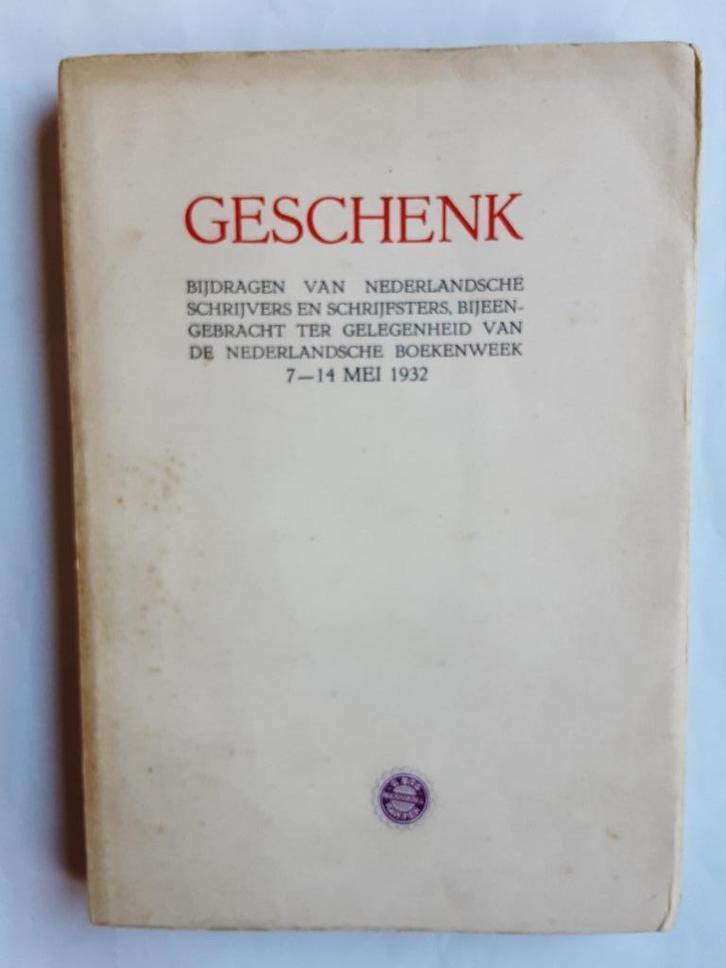 GESCHENK
BIJDRAGEN VAN NEDERLANDSCHE
SCHRIJVERS EN SCHRIJFSTERS, BIJEEN-
GEBRACHT TER GELEGENHEID VAN
DE NEDERLANDSCHE BOEKENWEEK
7—14 MEI 1932